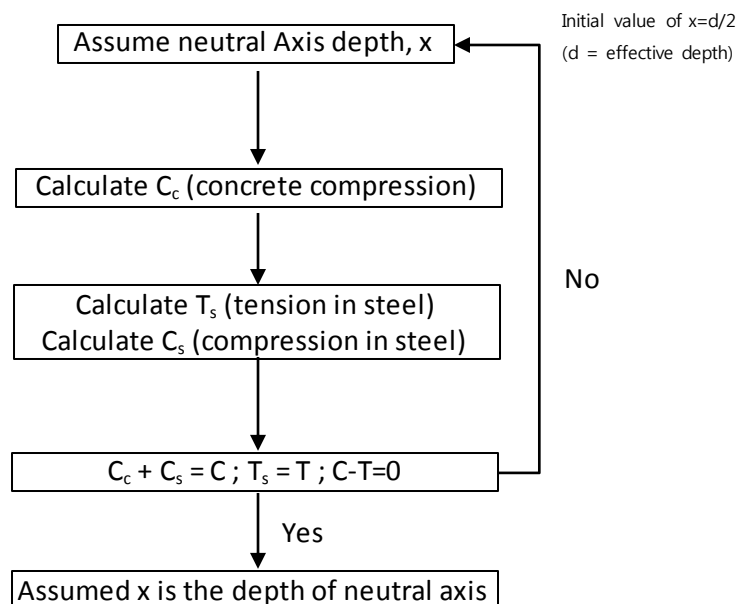 Initial value of x=d/2
(d = effective depth)
Assume neutral Axis depth, x
Calculate Cc (concrete compression)
No
Calculate Ts (tension in steel)
Calculate Cs (compression in steel)
Cc + Cs = C ; Ts = T ; C-T=0
Yes
Assumed x is the depth of neutral axis